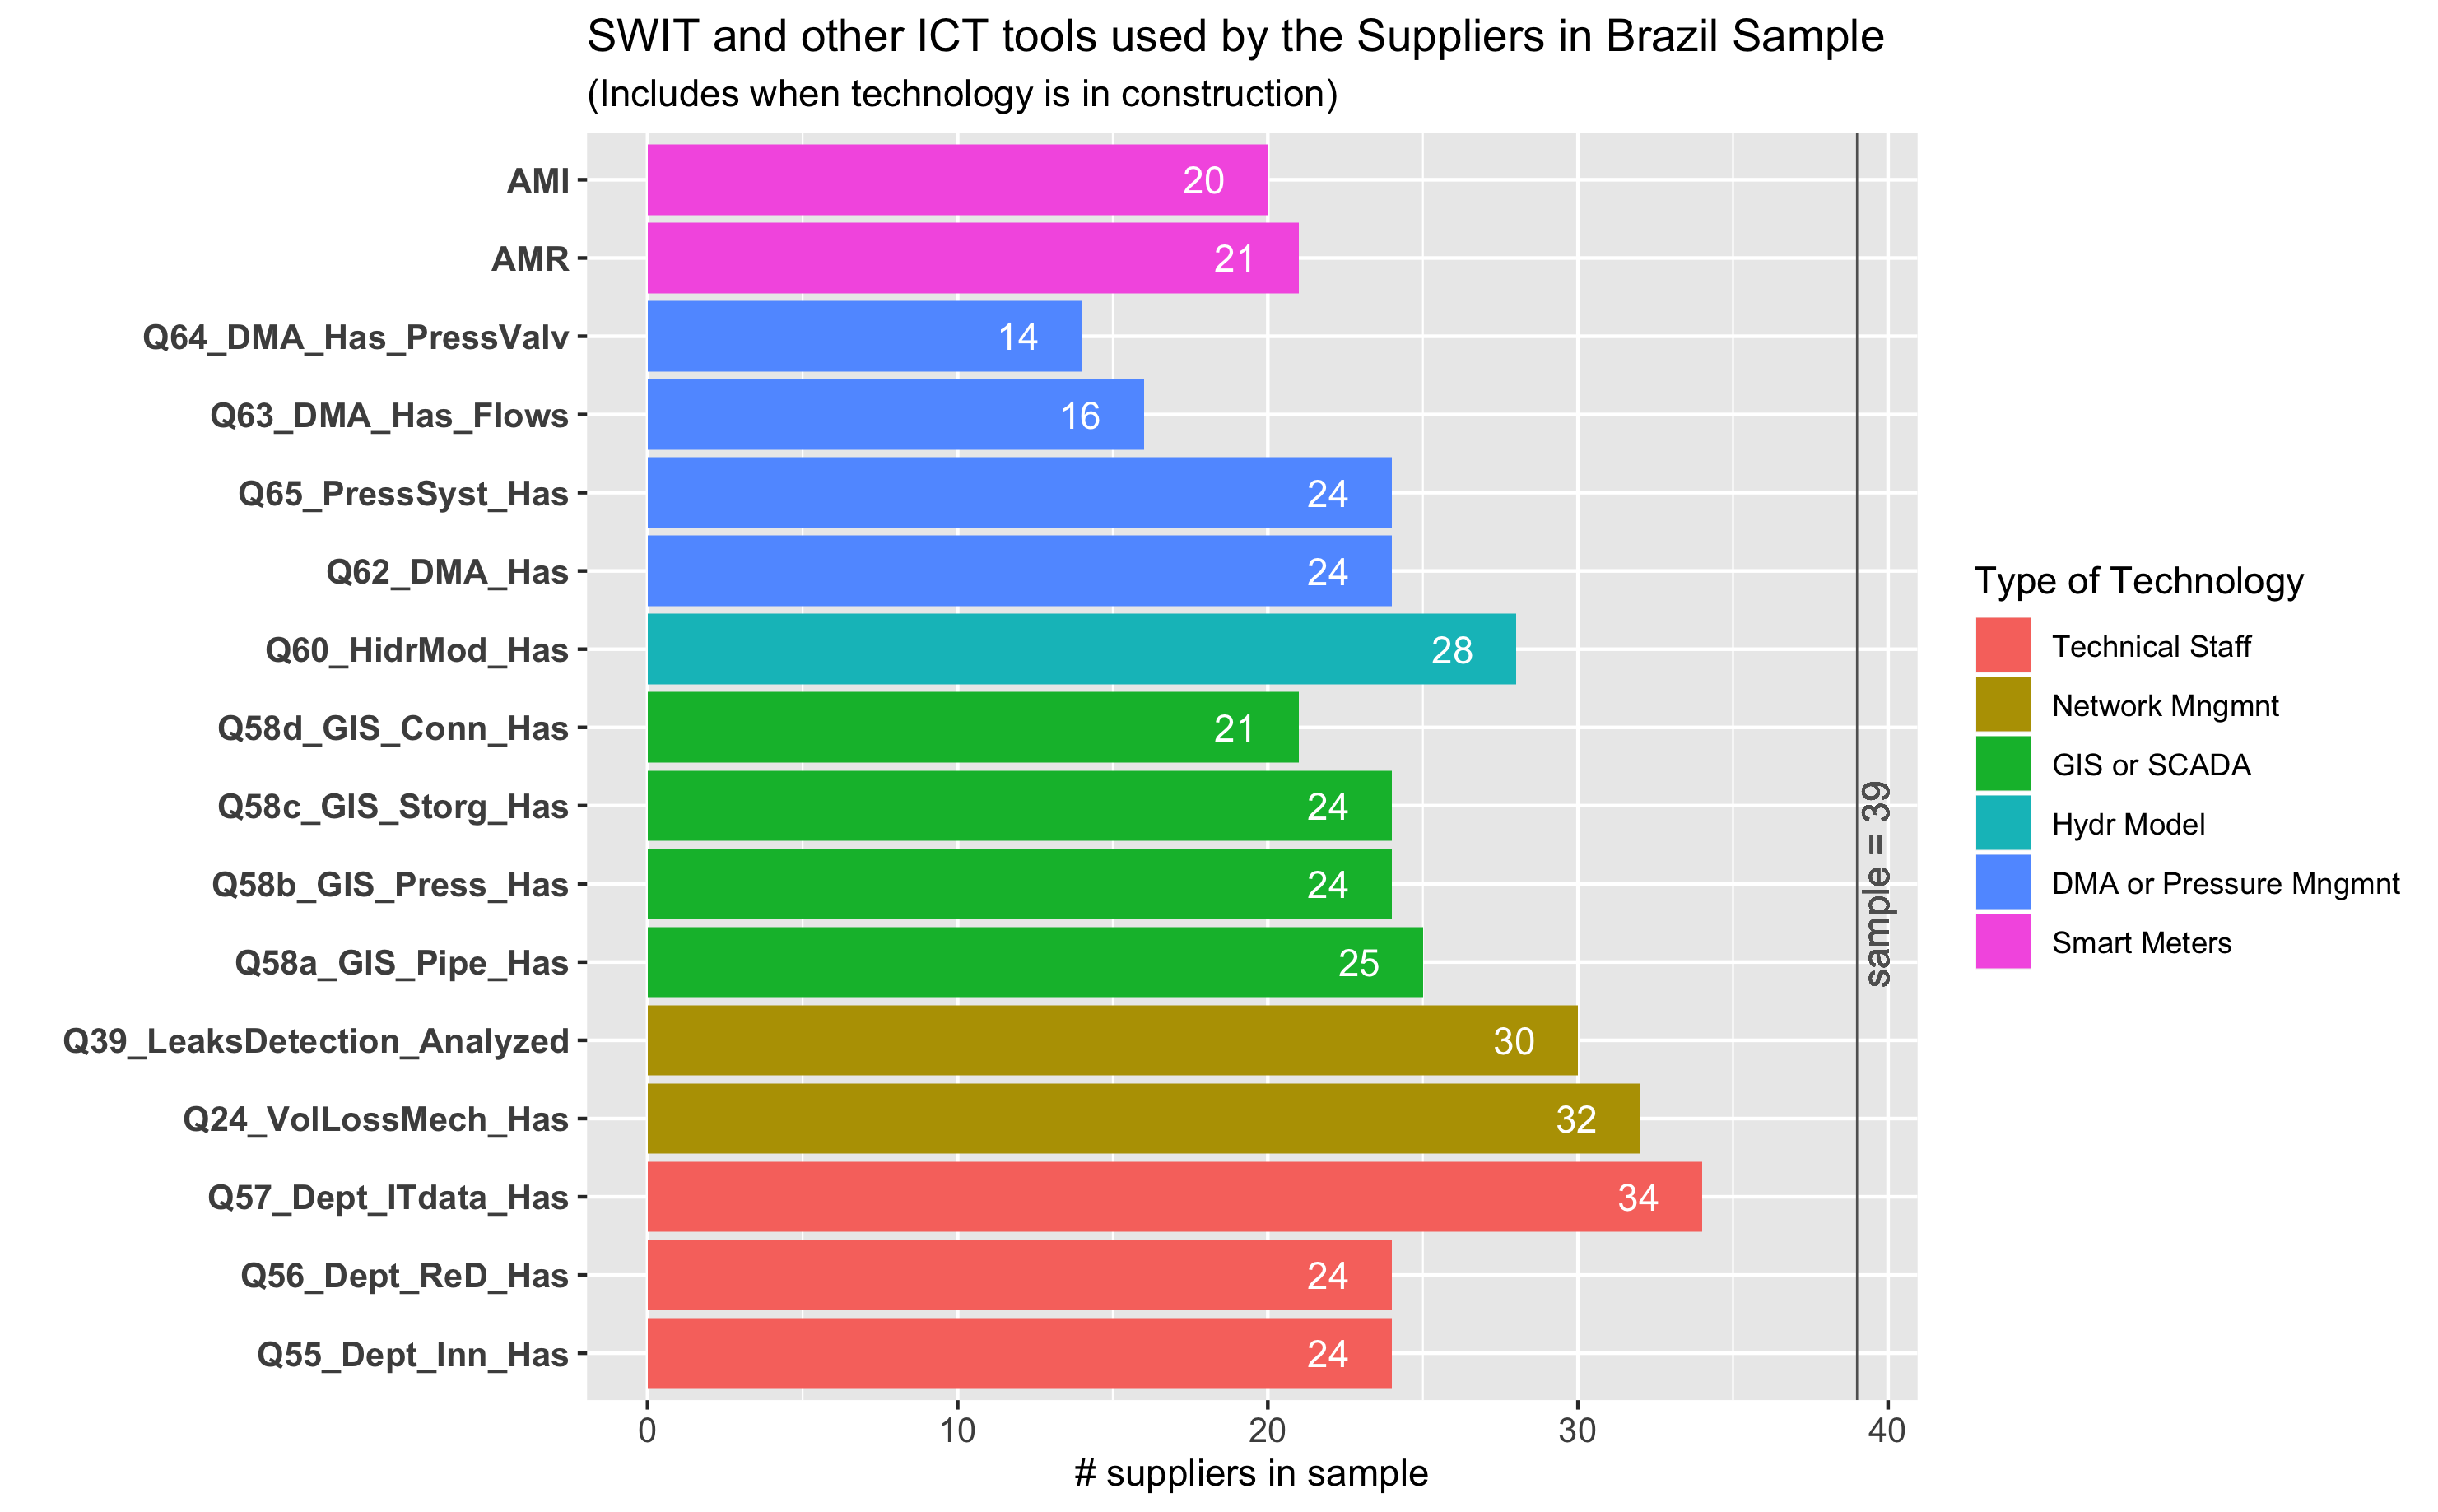 SWIT and other ICT tools used by the Suppliers in Brazil Sample
(Includes when technology is in construction)
AMI 20
AMR 21
Q64_DMA_Has_PressValv 14
Q63_DMA_Has_Flows 16
Q65_PressSyst_Has 24
Q62_DMA_Has 24
Q60_HidrMod_Has 28
Q58d_GIS_Conn_Has 21
Q58c_GIS_Storg_Has 24
Q58b_GIS_Press_Has 24
Q58a_GIS_Pipe_Has 25
Q39_LeaksDetection_Analyzed 30
Q24_VolLossMech_Has 32
Q57_Dept_ITdata_Has 34
Q56_Dept_ReD_Has 24
Q55_Dept_Inn_Has 24
sample = 39
0 10 20 30 40
# suppliers in sample
Type of Technology
Technical Staff
Network Mngmnt
GIS or SCADA
Hydr Model
DMA or Pressure Mngmnt
Smart Meters